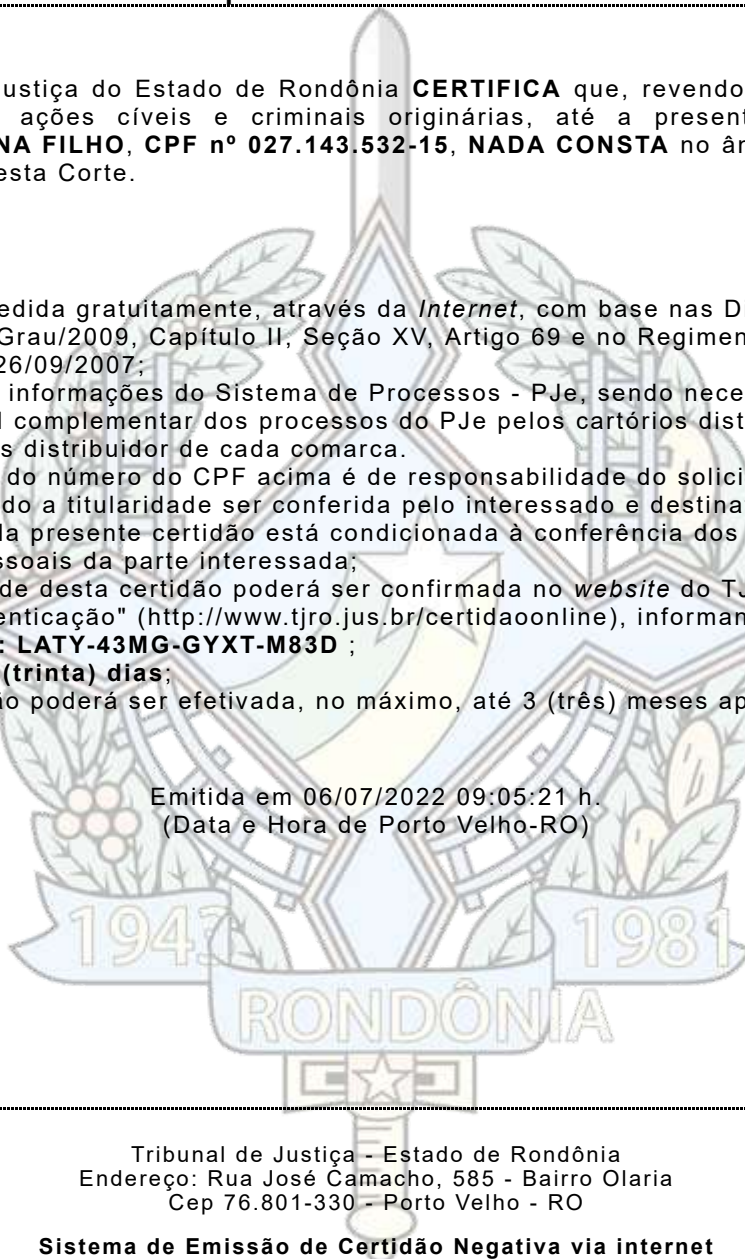 ustiça do Estado de Rondônia CERTIFICA que, revendo
ações cíveis e criminais originárias, até a present
NA FILHO, CPF nº 027.143.532-15, NADA CONSTA no ân
esta Corte.
edida gratuitamente, através da Internet, com base nas D
Grau/2009, Capítulo II, Seção XV, Artigo 69 e no Regimen
26/09/2007;
informações do Sistema de Processos - PJe, sendo nece
l complementar dos processos do PJe pelos cartórios dist
s distribuidor de cada comarca.
do número do CPF acima é de responsabilidade do solici
do a titularidade ser conferida pelo interessado e destina
da presente certidão está condicionada à conferência dos
ssoais da parte interessada;
de desta certidão poderá ser confirmada no website do TJ
enticação" (http://www.tjro.jus.br/certidaoonline), informan
: LATY-43MG-GYXT-M83D ;
(trinta) dias;
ão poderá ser efetivada, no máximo, até 3 (três) meses ap
Emitida em 06/07/2022 09:05:21 h.
(Data e Hora de Porto Velho-RO)
1943 1981
RONDÔNIA
Tribunal de Justiça - Estado de Rondônia
Endereço: Rua José Camacho, 585 - Bairro Olaria
Cep 76.801-330 - Porto Velho - RO
Sistema de Emissão de Certidão Negativa via internet